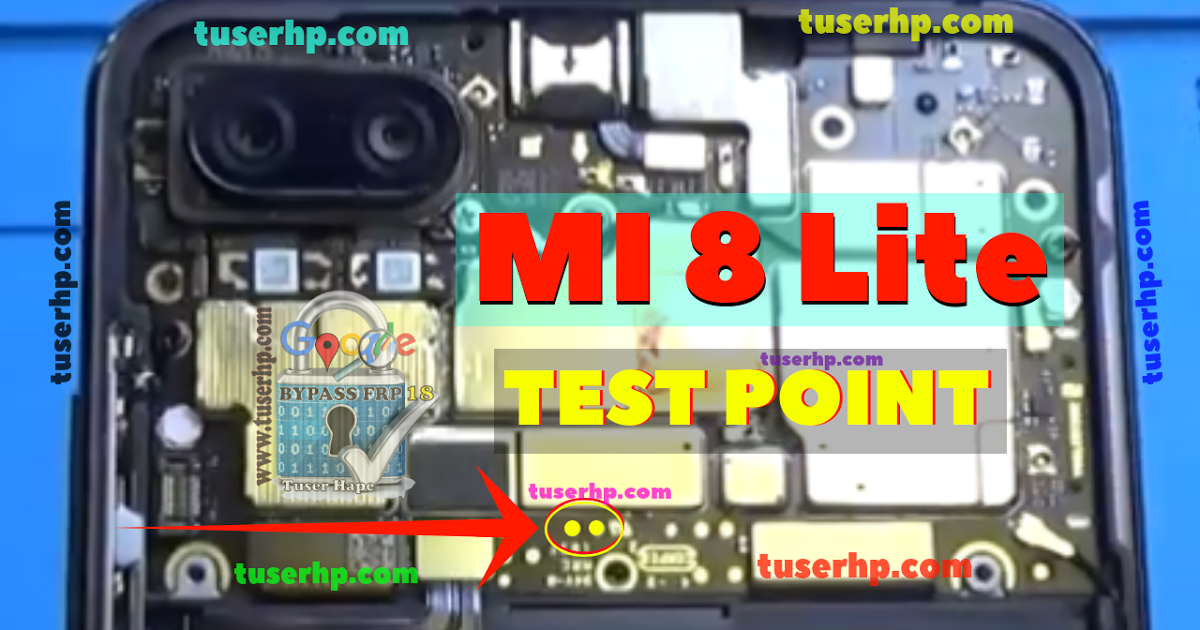 tuserhp.com
tuserhp.com
tuserhp.com
tuserhp.com
MI 8 Lite
Google
BYPASS FRP 18
Tuser Hape
www.tuserhp.com
tuserhp.com
TEST POINT
tuserhp.com
tuserhp.com
tuserhp.com